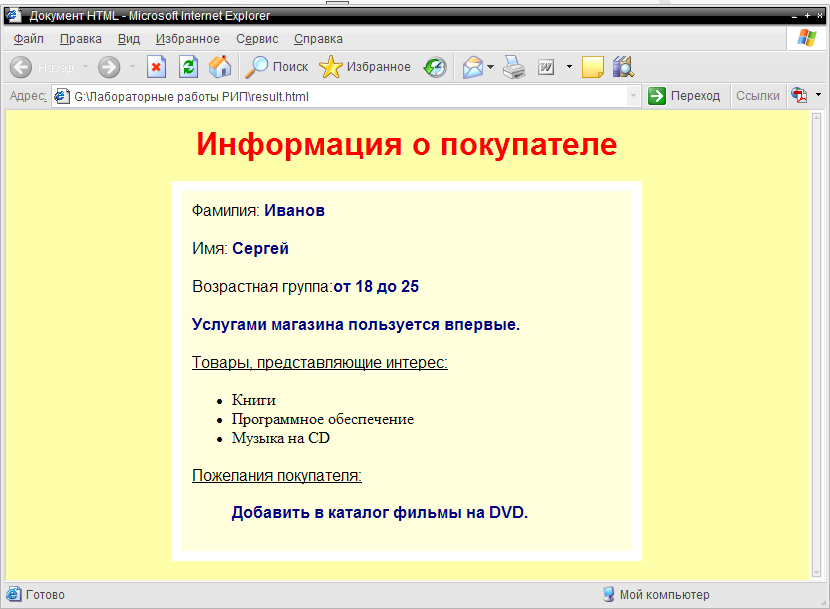 Документ HTML - Microsoft Internet Explorer
Файл Правка Вид Избранное Сервис Справка
Назад Поиск Избранное
Адрес: G:\Лабораторные работы РИП\result.html Переход Ссылки
Информация о покупателе
Фамилия: Иванов
Имя: Сергей
Возрастная группа:от 18 до 25
Услугами магазина пользуется впервые.
Товары, представляющие интерес:
Книги
Программное обеспечение
Музыка на CD
Пожелания покупателя:
Добавить в каталог фильмы на DVD.
Готово Мой компьютер